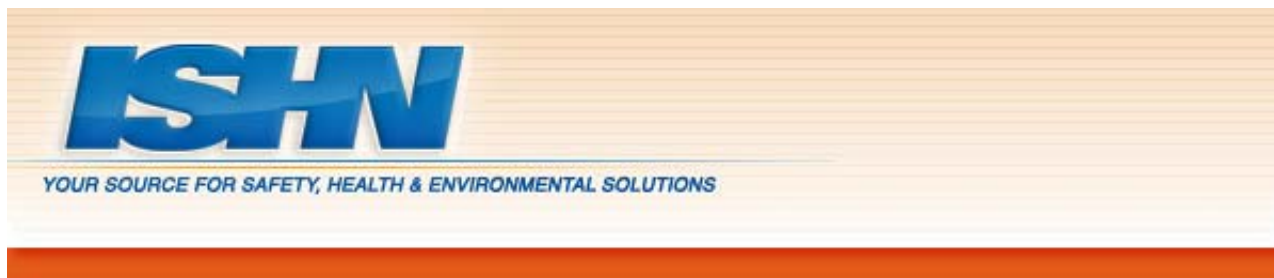 ISHN
YOUR SOURCE FOR SAFETY, HEALTH & ENVIRONMENTAL SOLUTIONS